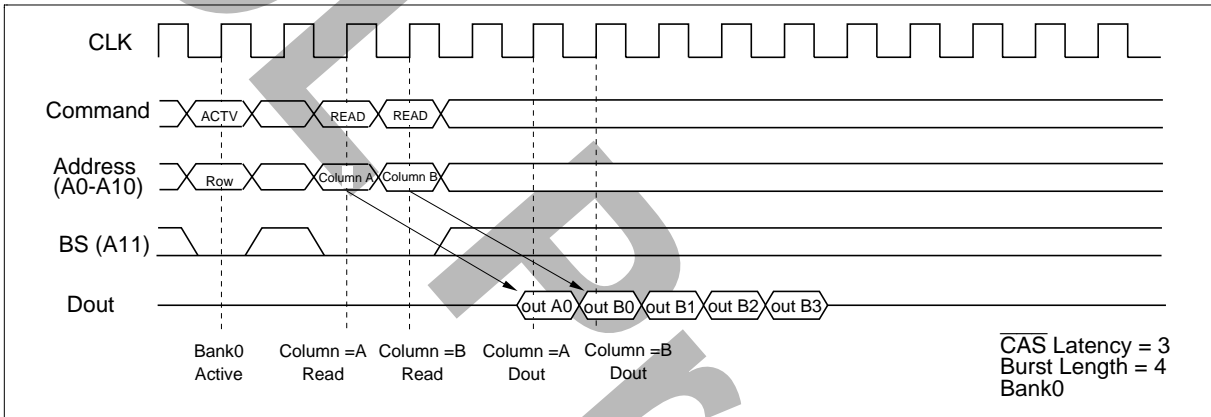 CLK
Command
ACTV
READ
READ
Address
(A0-A10)
Row
Column A
Column B
BS (A11)
Dout
out A0
out B0
out B1
out B2
out B3
Bank0
Active
Column =A
Read
Column =B
Read
Column =A
Dout
Column =B
Dout
CAS Latency = 3
Burst Length = 4
Bank0